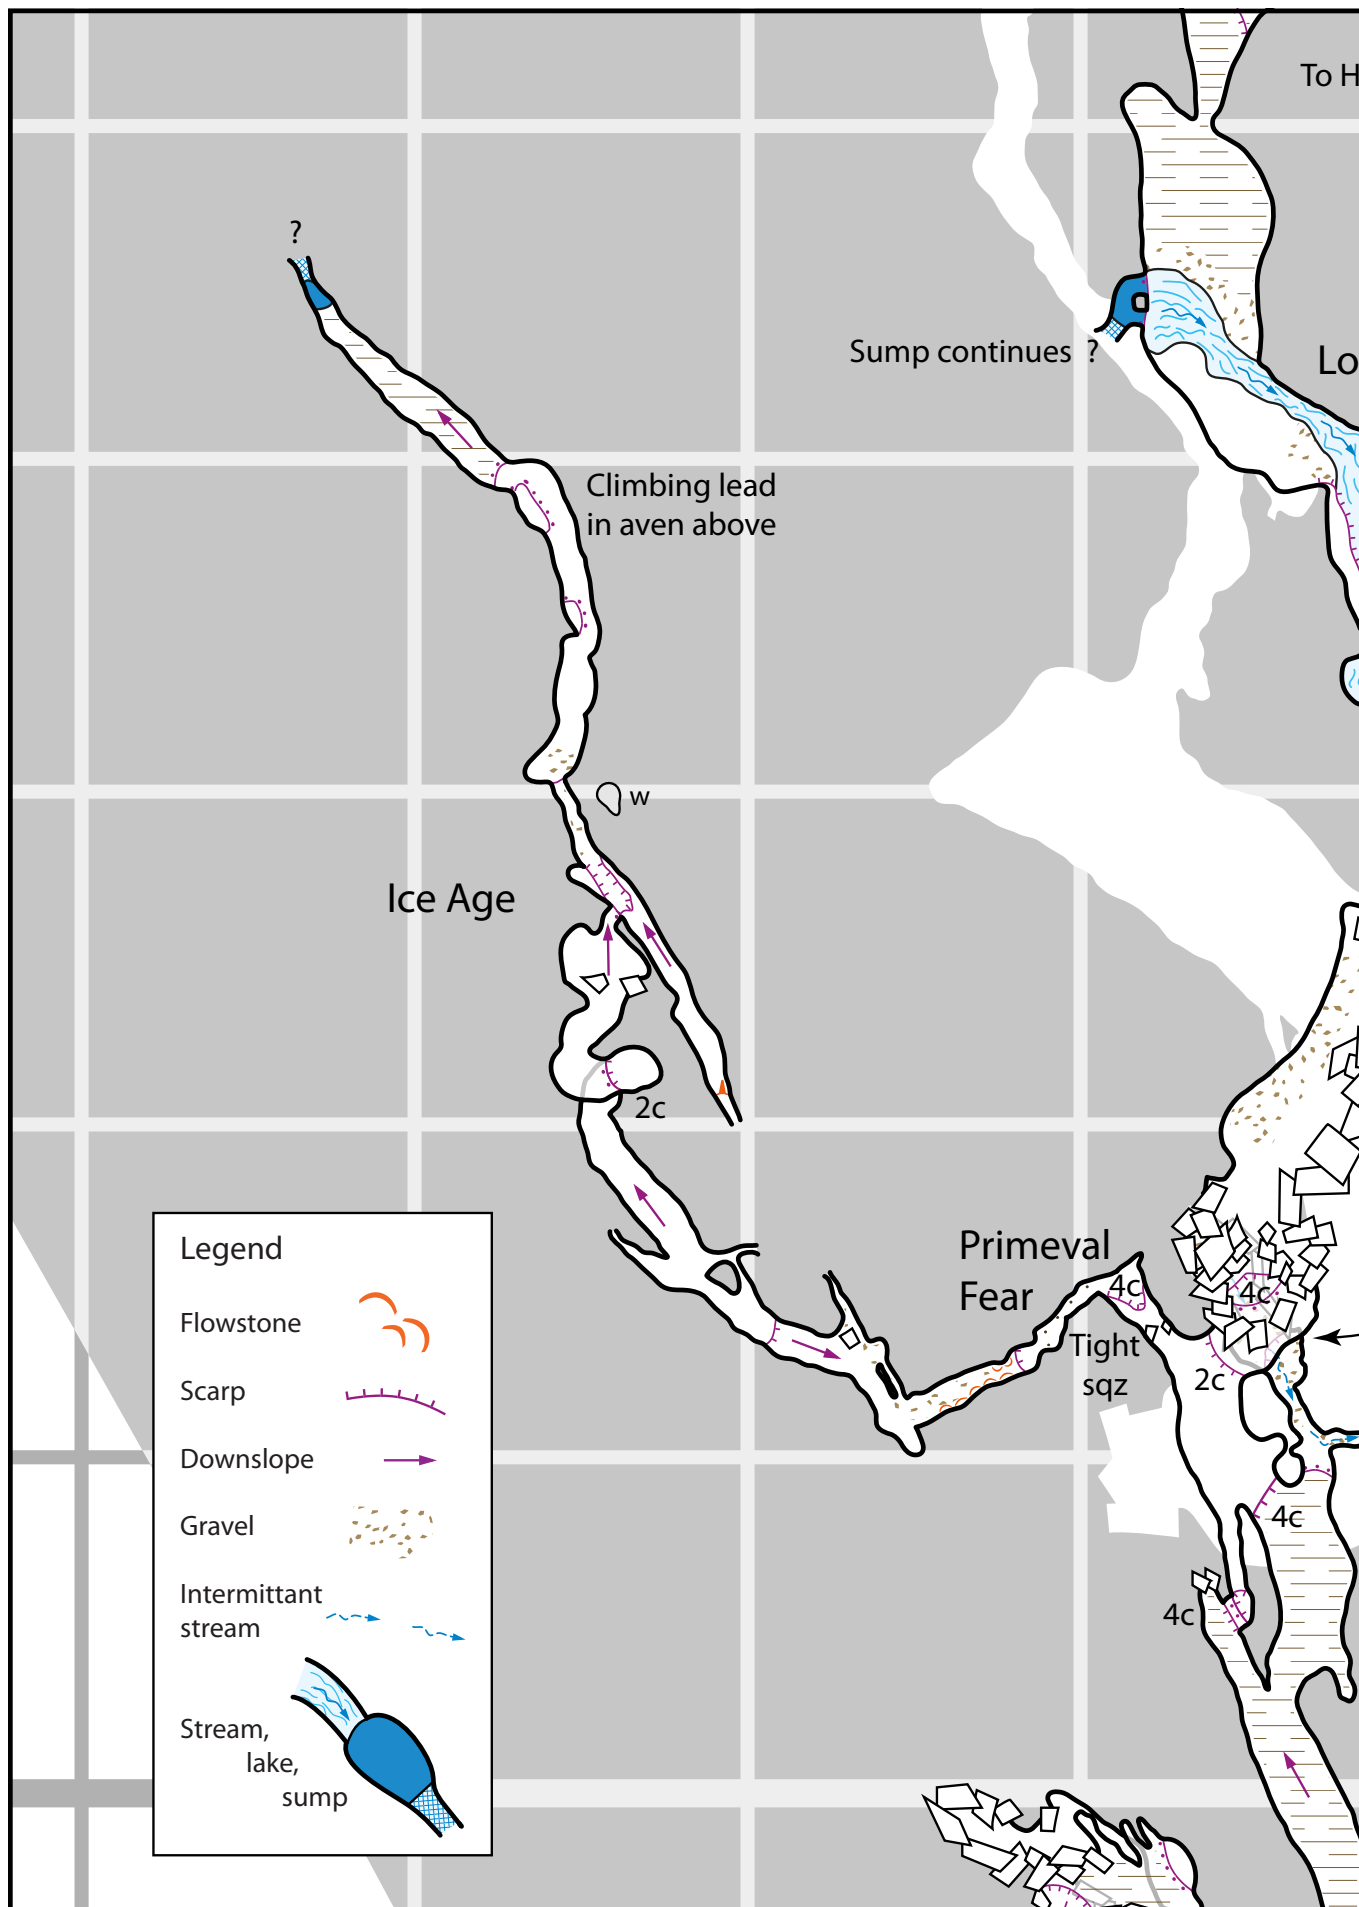 To H
?
Sump continues ?
Lo
Climbing lead
in aven above
w
Ice Age
2c
Primeval
Fear
4c
4c
Tight
sqz
2c
4c
4c
Legend
Flowstone
Scarp
Downslope
Gravel
Intermittant
stream
Stream,
lake,
sump